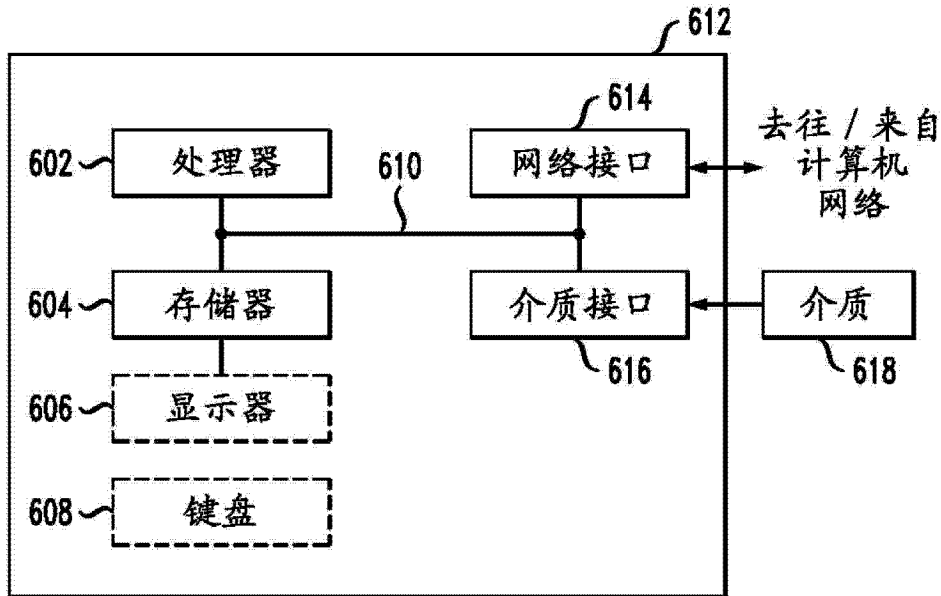 612
614
去往 / 来自
计算机
网络
602
处理器
610
网络接口
604
存储器
介质接口
介质
616
618
606
显示器
608
键盘